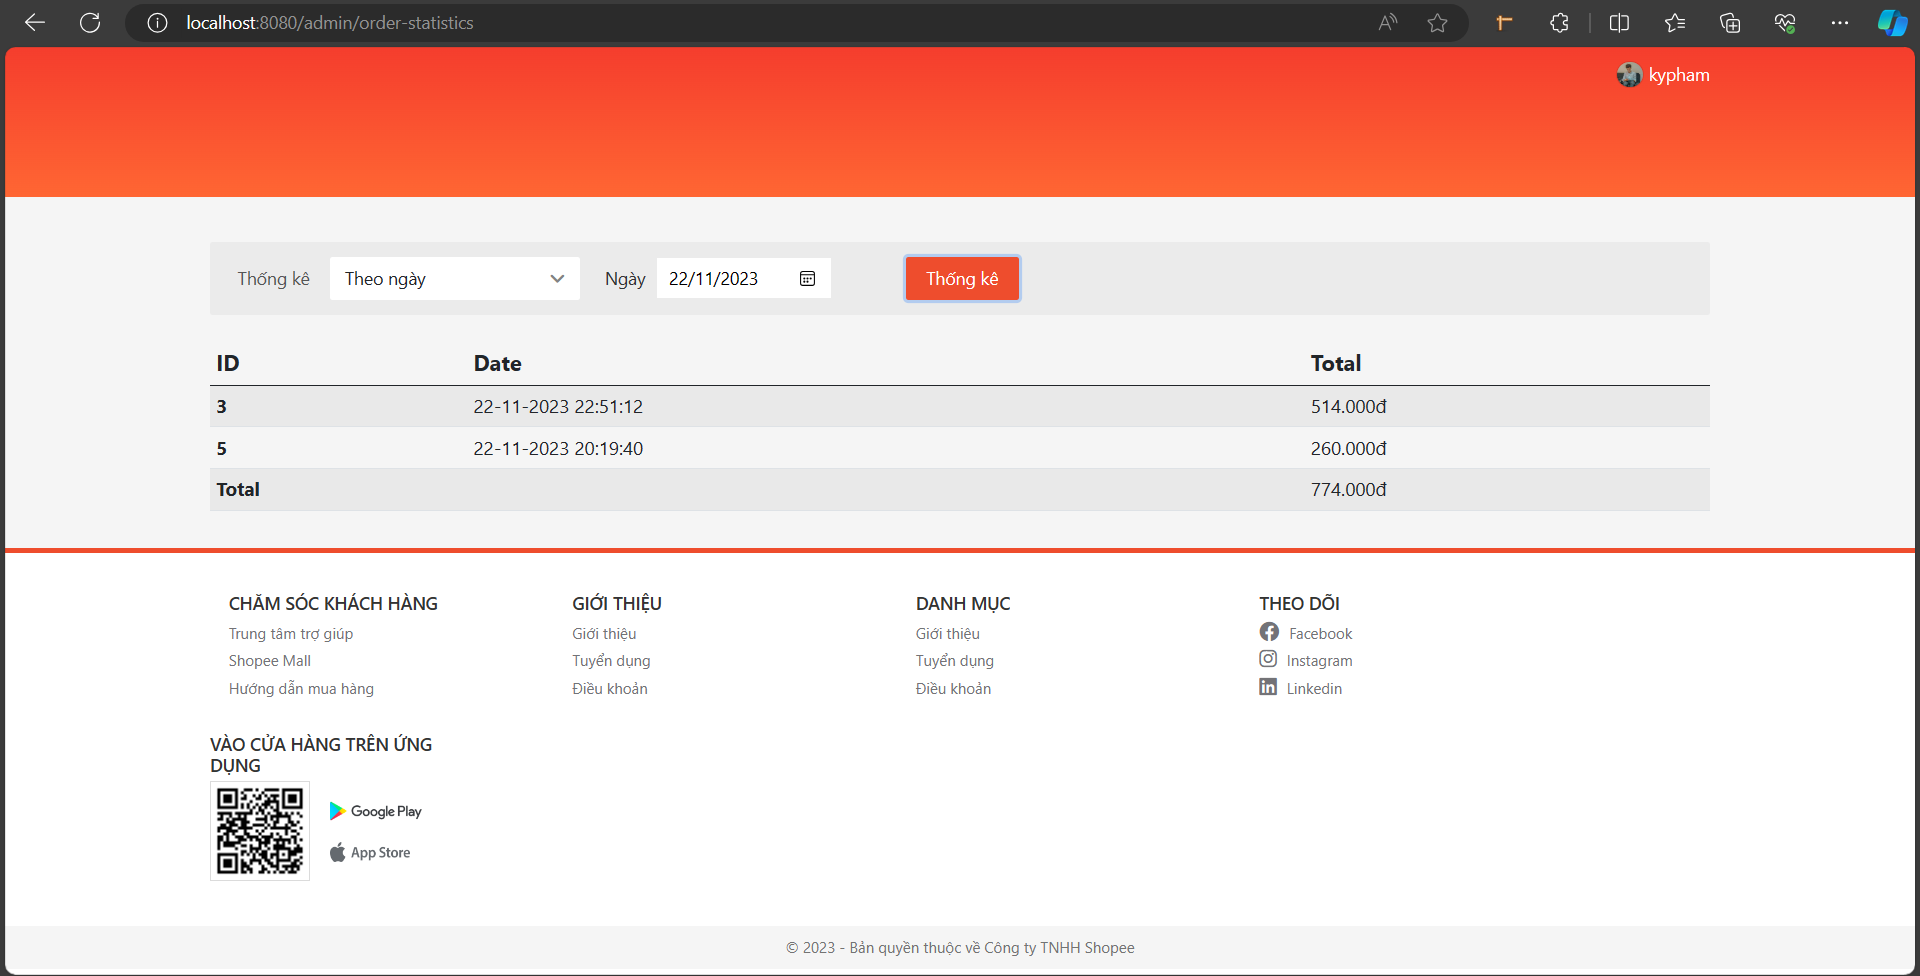 localhost:8080/admin/order-statistics
kypham
Thống kê Theo ngày Ngày 22/11/2023 Thống kê
ID Date Total
3 22-11-2023 22:51:12 514.000đ
5 22-11-2023 20:19:40 260.000đ
Total 774.000đ
CHĂM SÓC KHÁCH HÀNG
Trung tâm trợ giúp
Shopee Mall
Hướng dẫn mua hàng
GIỚI THIỆU
Giới thiệu
Tuyển dụng
Điều khoản
DANH MỤC
Giới thiệu
Tuyển dụng
Điều khoản
THEO DÕI
Facebook
Instagram
Linkedin
VÀO CỬA HÀNG TRÊN ỨNG
DỤNG
Google Play
App Store
© 2023 - Bản quyền thuộc về Công ty TNHH Shopee